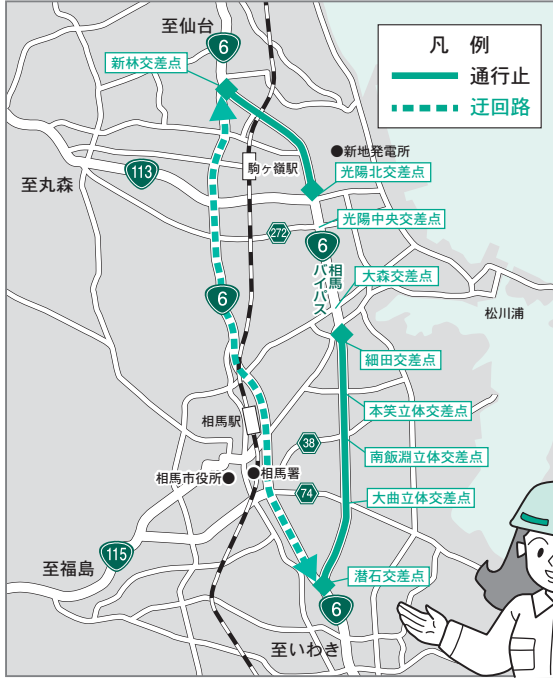 至仙台
6
凡 例
通行止
迂回路
新林交差点
新地発電所
駒ヶ嶺駅
113
光陽北交差点
至丸森
光陽中央交差点
272
6
相馬
バイパス
大森交差点
6
松川浦
細田交差点
本笑立体交差点
相馬駅
38
南飯淵立体交差点
相馬市役所
相馬署
74
大曲立体交差点
115
至福島
潜石交差点
6
至いわき